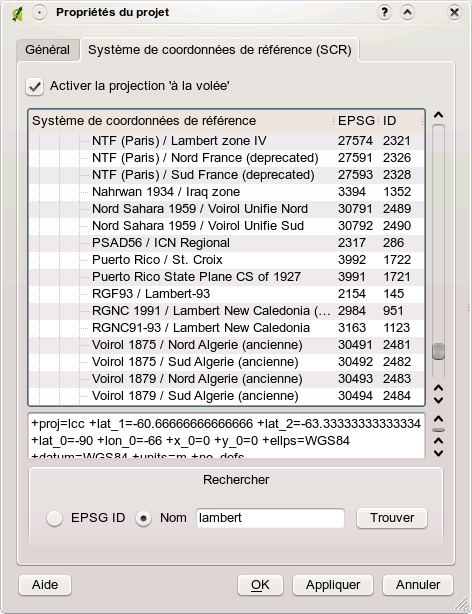 Propriétés du projet
Général
Système de coordonnées de référence (SCR)
Activer la projection 'à la volée'
Système de coordonnées de référence EPSG ID
NTF (Paris) / Lambert zone IV 27574 2321
NTF (Paris) / Nord France (deprecated) 27591 2326
NTF (Paris) / Sud France (deprecated) 27593 2328
Nahrwan 1934 / Iraq zone 3394 1352
Nord Sahara 1959 / Voirol Unifie Nord 30791 2489
Nord Sahara 1959 / Voirol Unifie Sud 30792 2490
PSAD56 / ICN Regional 2317 286
Puerto Rico / St. Croix 3992 1722
Puerto Rico State Plane CS of 1927 3991 1721
RGF93 / Lambert-93 2154 145
RGNC 1991 / Lambert New Caledonia (... 2984 951
RGNC91-93 / Lambert New Caledonia 3163 1123
Voirol 1875 / Nord Algerie (ancienne) 30491 2481
Voirol 1875 / Sud Algerie (ancienne) 30492 2482
Voirol 1879 / Nord Algerie (ancienne) 30493 2483
Voirol 1879 / Sud Algerie (ancienne) 30494 2484
+proj=lcc +lat_1=-60.66666666666666 +lat_2=-63.33333333333334
+lat_0=-90 +lon_0=-66 +x_0=0 +y_0=0 +ellps=WGS84
+datum=WGS84 +units=m +no_defs
Rechercher
EPSG ID Nom lambert Trouver
Aide OK Appliquer Annuler